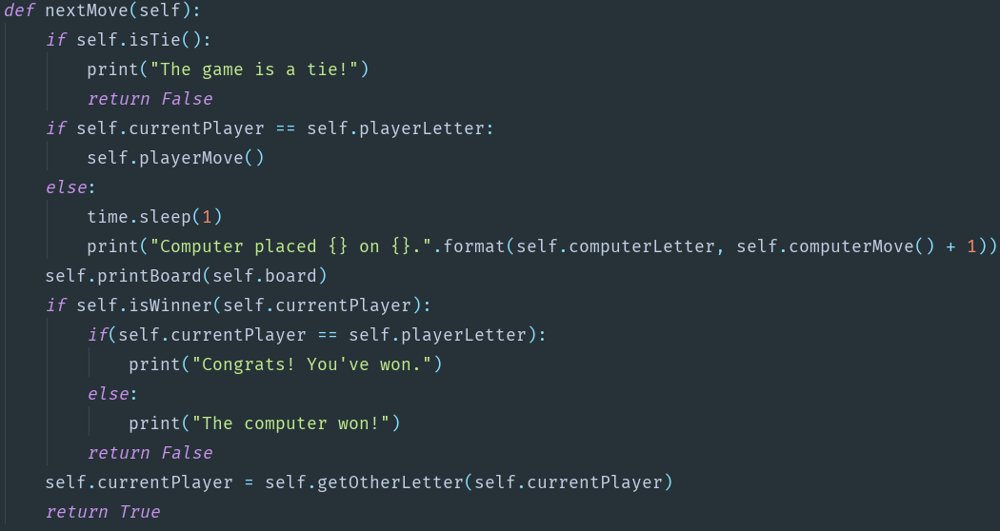 def nextMove(self):
    if self.isTie():
        print("The game is a tie!")
        return False
    if self.currentPlayer == self.playerLetter:
        self.playerMove()
    else:
        time.sleep(1)
        print("Computer placed {} on {}.".format(self.computerLetter, self.computerMove() + 1))
    self.printBoard(self.board)
    if self.isWinner(self.currentPlayer):
        if(self.currentPlayer == self.playerLetter):
            print("Congrats! You've won.")
        else:
            print("The computer won!")
        return False
    self.currentPlayer = self.getOtherLetter(self.currentPlayer)
    return True